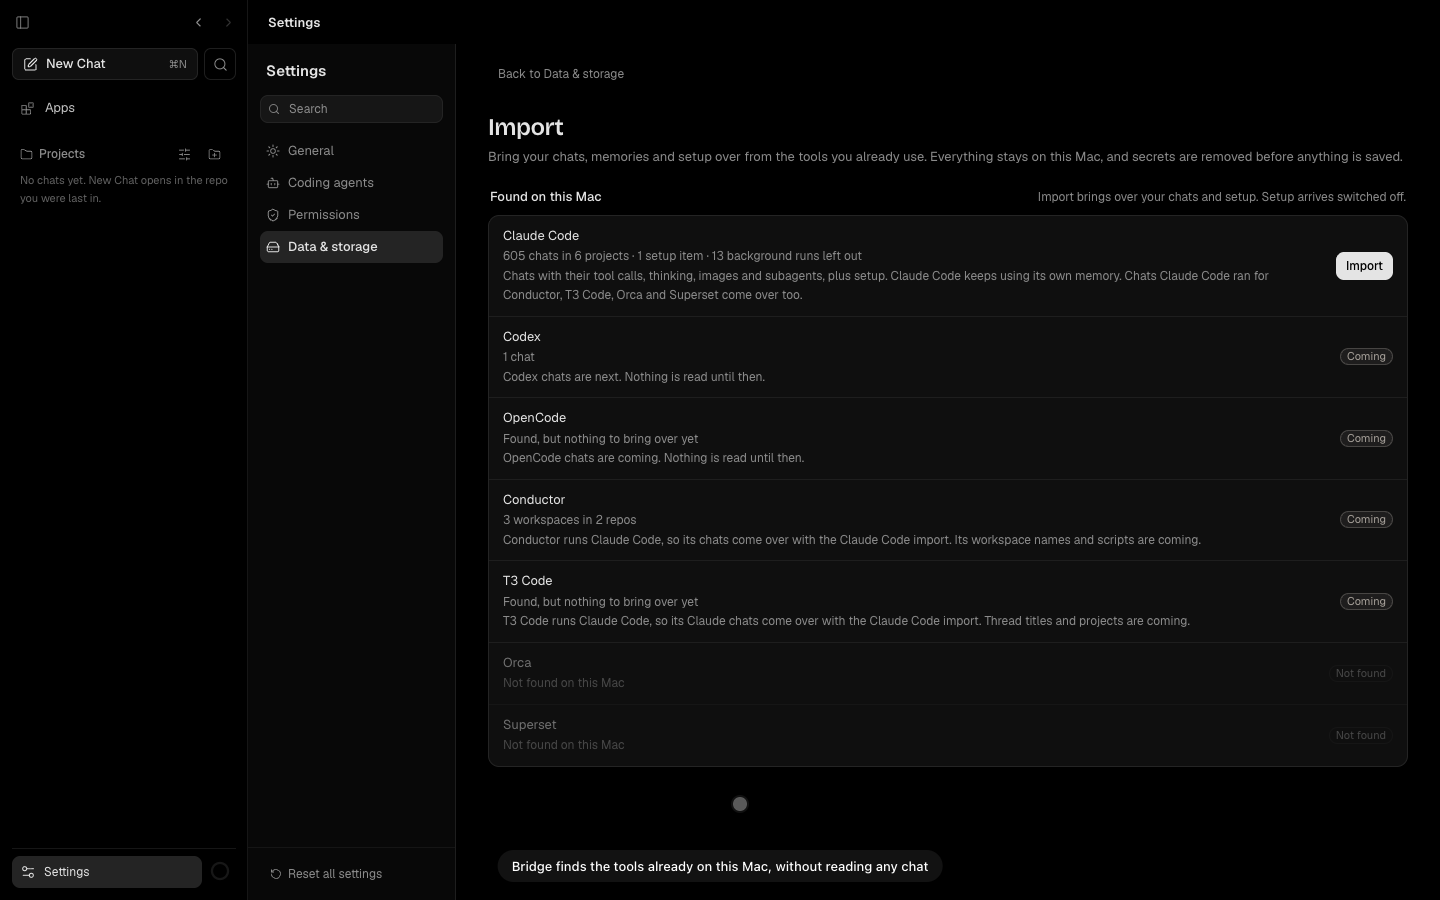 Settings
New Chat ⌘N
Apps
Projects
No chats yet. New Chat opens in the repo
you were last in.
Settings
Settings
Search
General
Coding agents
Permissions
Data & storage
Reset all settings
Back to Data & storage
Import
Bring your chats, memories and setup over from the tools you already use. Everything stays on this Mac, and secrets are removed before anything is saved.
Found on this Mac
Import brings over your chats and setup. Setup arrives switched off.
Claude Code
605 chats in 6 projects · 1 setup item · 13 background runs left out
Chats with their tool calls, thinking, images and subagents, plus setup. Claude Code keeps using its own memory. Chats Claude Code ran for
Conductor, T3 Code, Orca and Superset come over too.
Import
Codex
1 chat
Codex chats are next. Nothing is read until then.
Coming
OpenCode
Found, but nothing to bring over yet
OpenCode chats are coming. Nothing is read until then.
Coming
Conductor
3 workspaces in 2 repos
Conductor runs Claude Code, so its chats come over with the Claude Code import. Its workspace names and scripts are coming.
Coming
T3 Code
Found, but nothing to bring over yet
T3 Code runs Claude Code, so its Claude chats come over with the Claude Code import. Thread titles and projects are coming.
Coming
Orca
Not found on this Mac
Not found
Superset
Not found on this Mac
Not found
Bridge finds the tools already on this Mac, without reading any chat